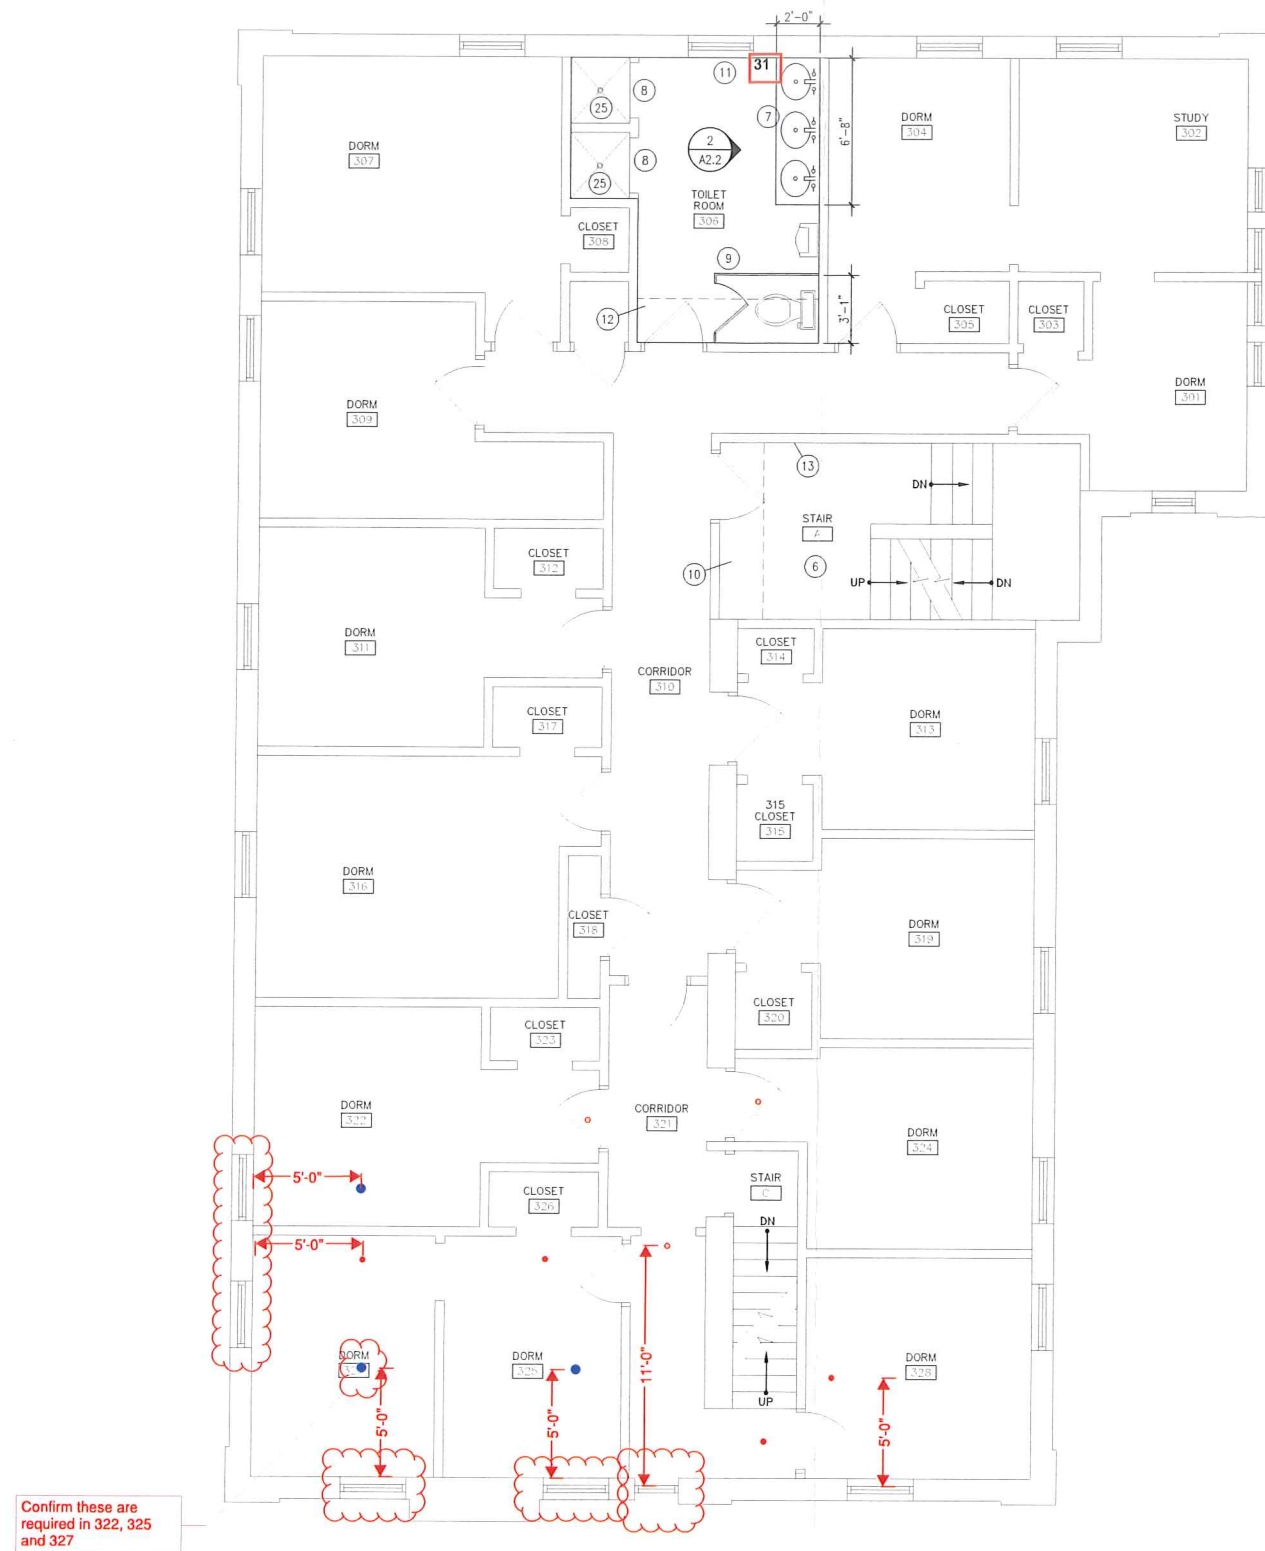 2'-0"
31
11
8
25
7
DORM
304
6'-8"
STUDY
302
DORM
307
2
A2.2
8
25
TOILET
ROOM
306
CLOSET
308
9
12
3'-1"
CLOSET
305
CLOSET
303
DORM
309
DORM
301
13
DN
STAIR
A
CLOSET
312
10
6
UP
DN
DORM
311
CLOSET
314
CORRIDOR
310
CLOSET
317
DORM
313
315
CLOSET
315
DORM
316
CLOSET
318
DORM
319
CLOSET
320
CLOSET
323
DORM
322
CORRIDOR
321
DORM
324
5'-0"
CLOSET
326
STAIR
C
DN
5'-0"
DORM
DORM
325
11'-0"
DORM
328
UP
5'-0"
5'-0"
5'-0"
Confirm these are
required in 322, 325
and 327